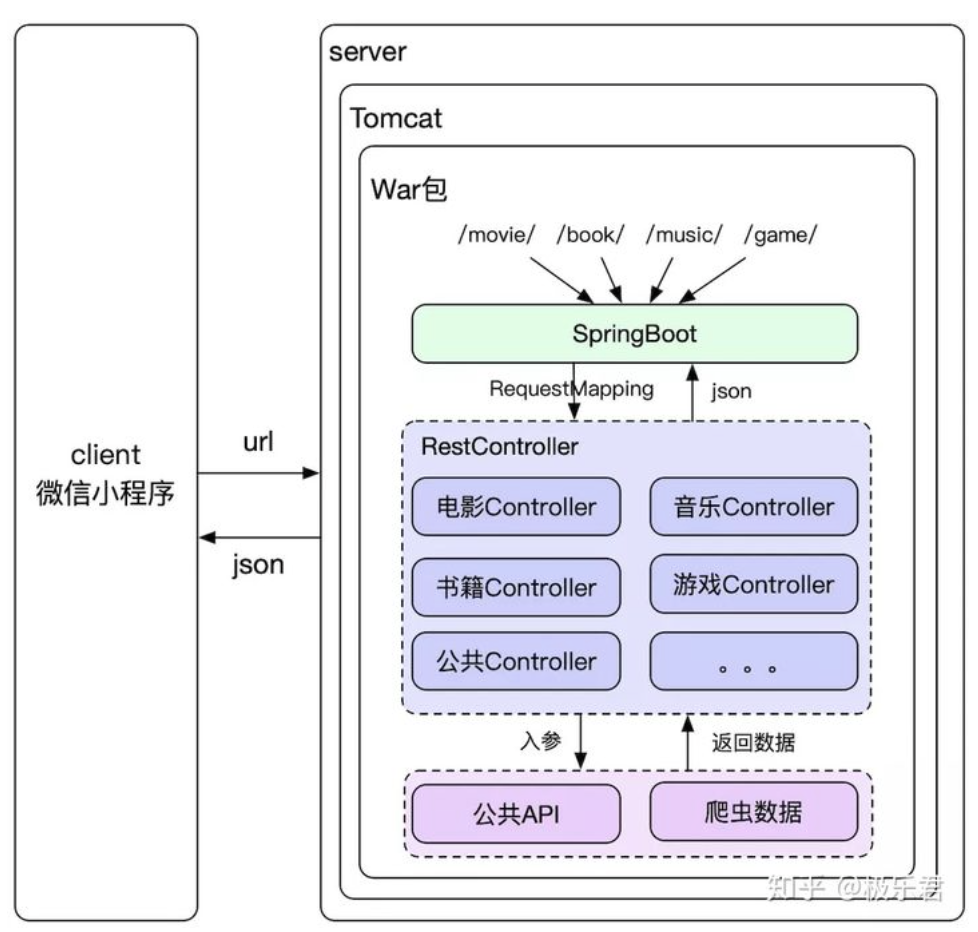 server
Tomcat
War包
/movie/ /book/ /music/ /game/
SpringBoot
RequestMapping
json
RestController
电影Controller
音乐Controller
书籍Controller
游戏Controller
公共Controller
。。。
入参
返回数据
公共API
爬虫数据
client
微信小程序
url
json
知乎 @极乐君